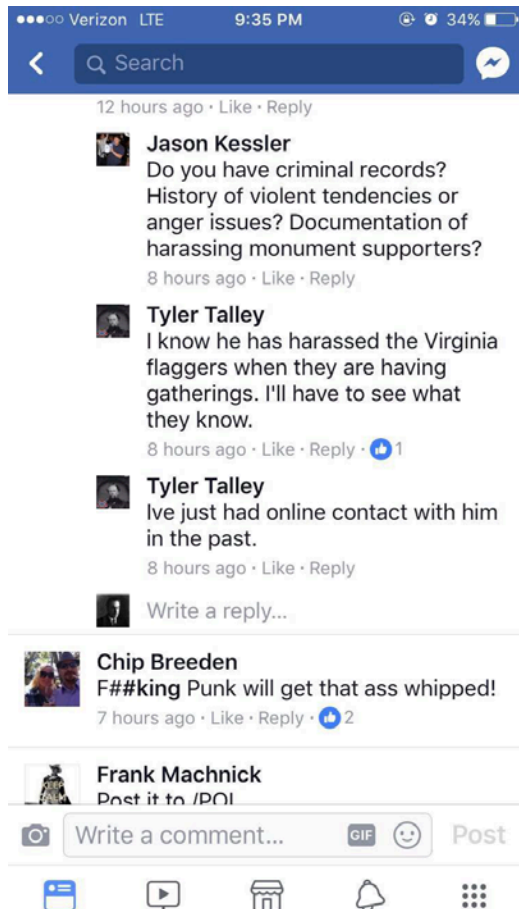 Verizon LTE 9:35 PM 34%
Search
12 hours ago · Like · Reply
Jason Kessler
Do you have criminal records?
History of violent tendencies or
anger issues? Documentation of
harassing monument supporters?
8 hours ago · Like · Reply
Tyler Talley
I know he has harassed the Virginia
flaggers when they are having
gatherings. I'll have to see what
they know.
8 hours ago · Like · Reply · 1
Tyler Talley
Ive just had online contact with him
in the past.
8 hours ago · Like · Reply
Write a reply...
Chip Breeden
F##king Punk will get that ass whipped!
7 hours ago · Like · Reply · 2
Frank Machnick
Post it to /POL
Write a comment... GIF Post